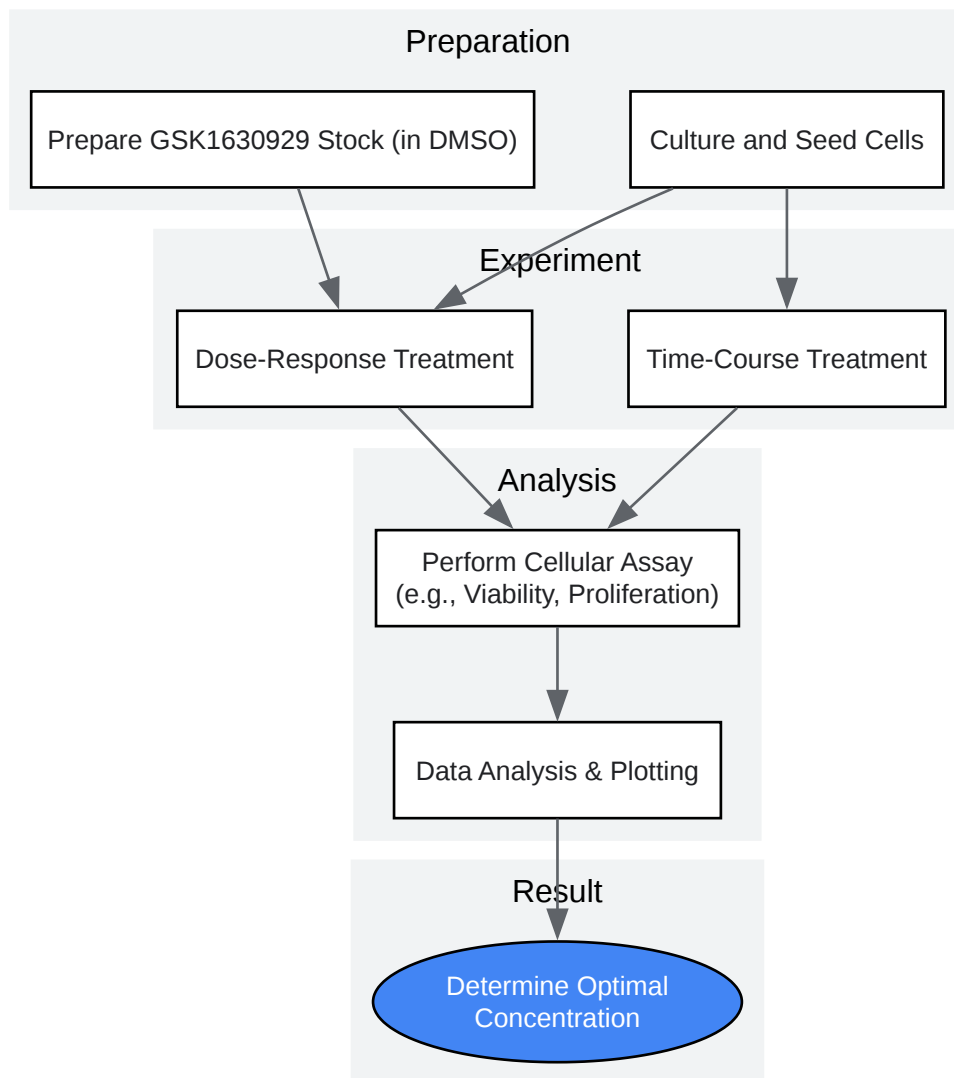 Preparation
Prepare GSK1630929 Stock (in DMSO)
Culture and Seed Cells
Experiment
Dose-Response Treatment
Time-Course Treatment
Analysis
Perform Cellular Assay
(e.g., Viability, Proliferation)
Data Analysis & Plotting
Result
Determine Optimal
Concentration